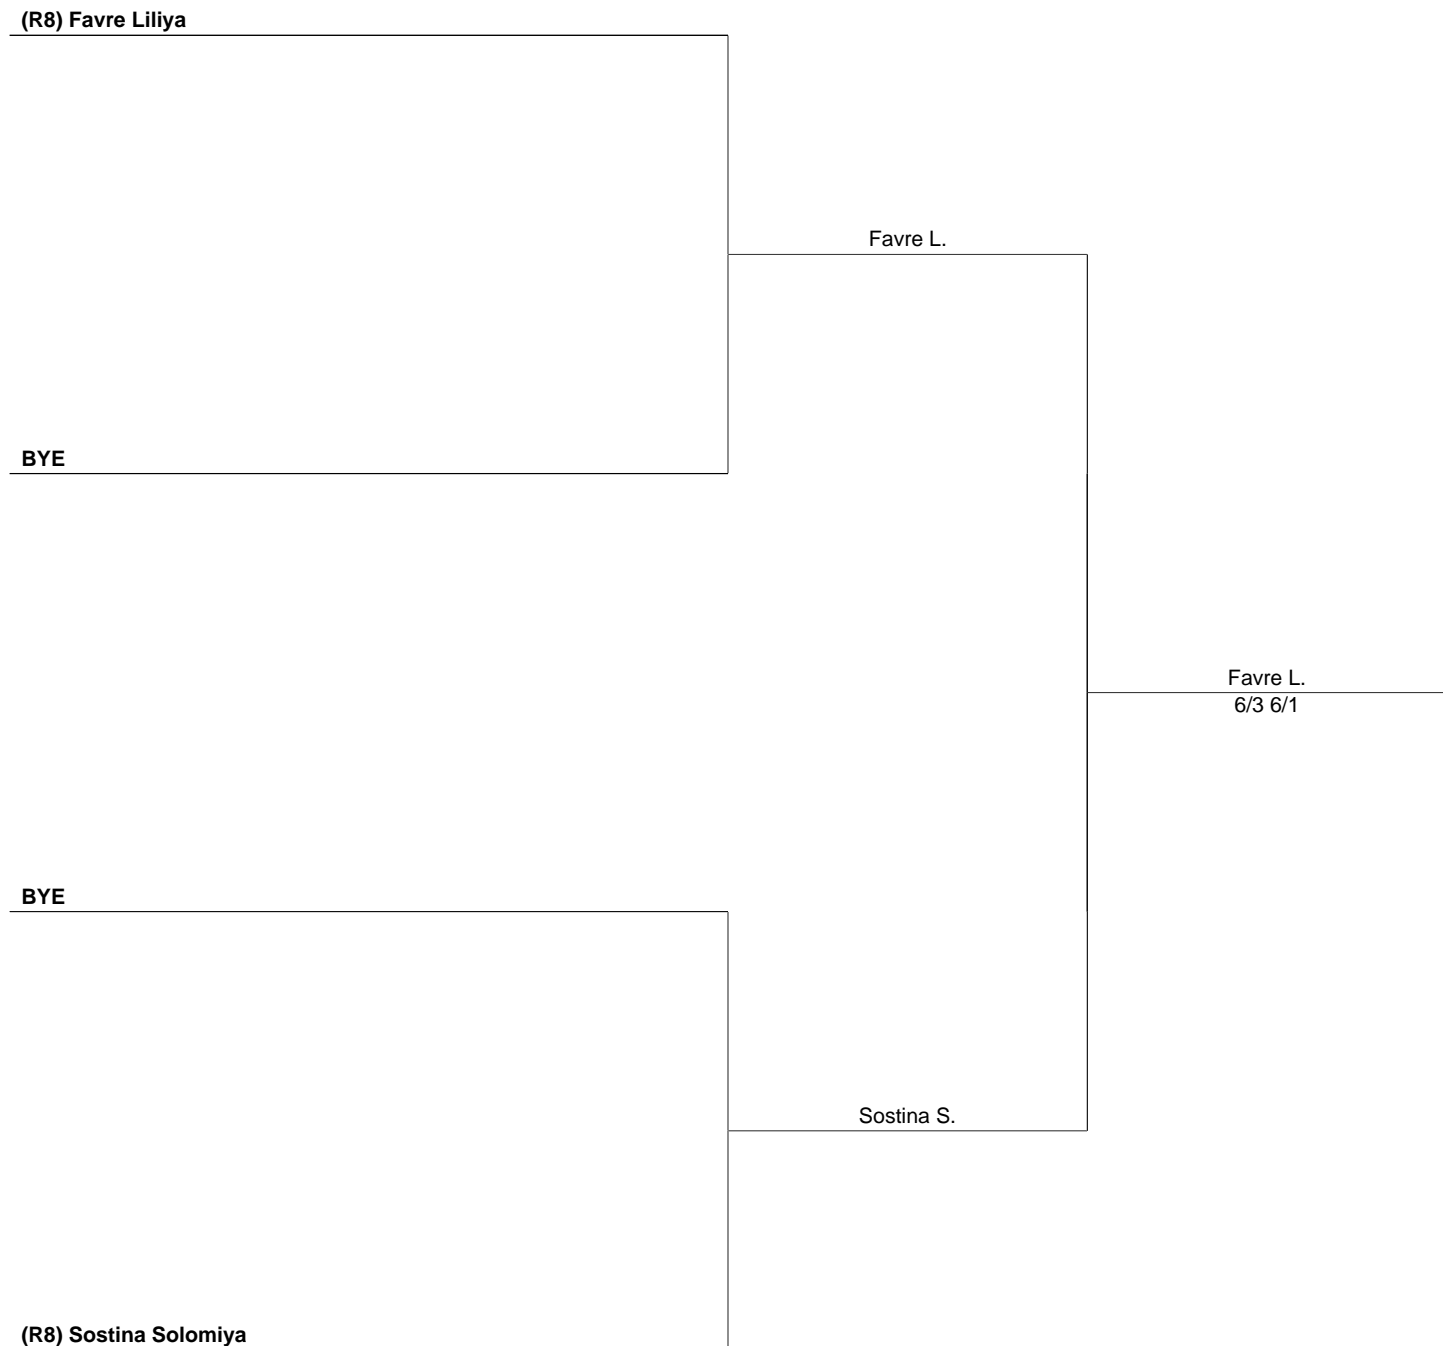 (R8) Favre Liliya
Favre L.
BYE
Favre L.
6/3 6/1
BYE
Sostina S.
(R8) Sostina Solomiya